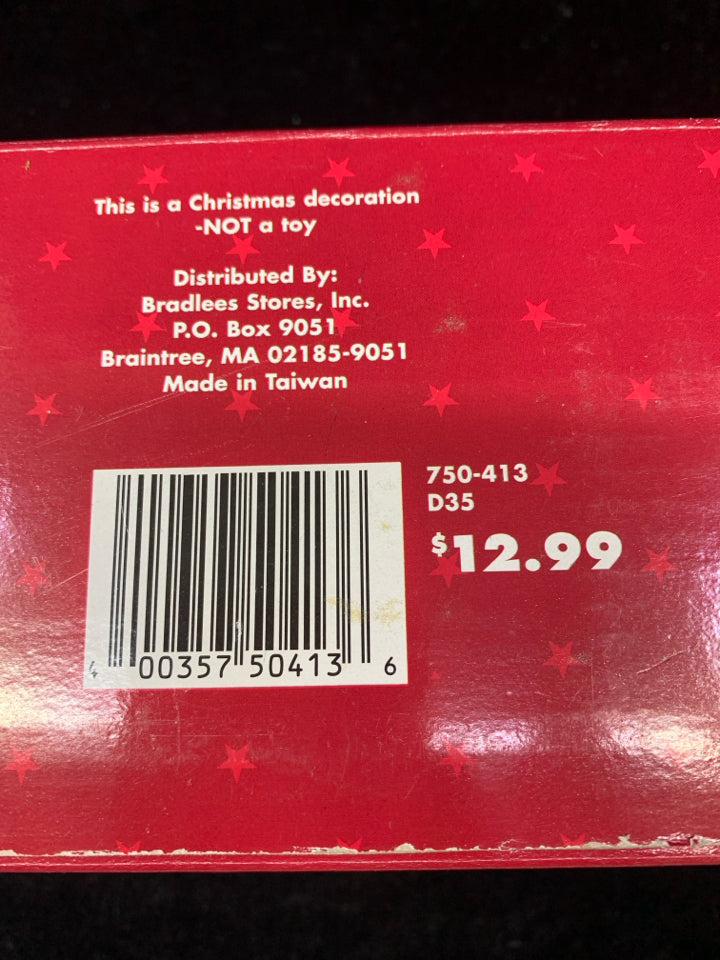 This is a Christmas decoration
-NOT a toy
Distributed By:
Bradlees Stores, Inc.
P.O. Box 9051
Braintree, MA 02185-9051
Made in Taiwan
750-413
D35
$12.99
4 00357 50413 6